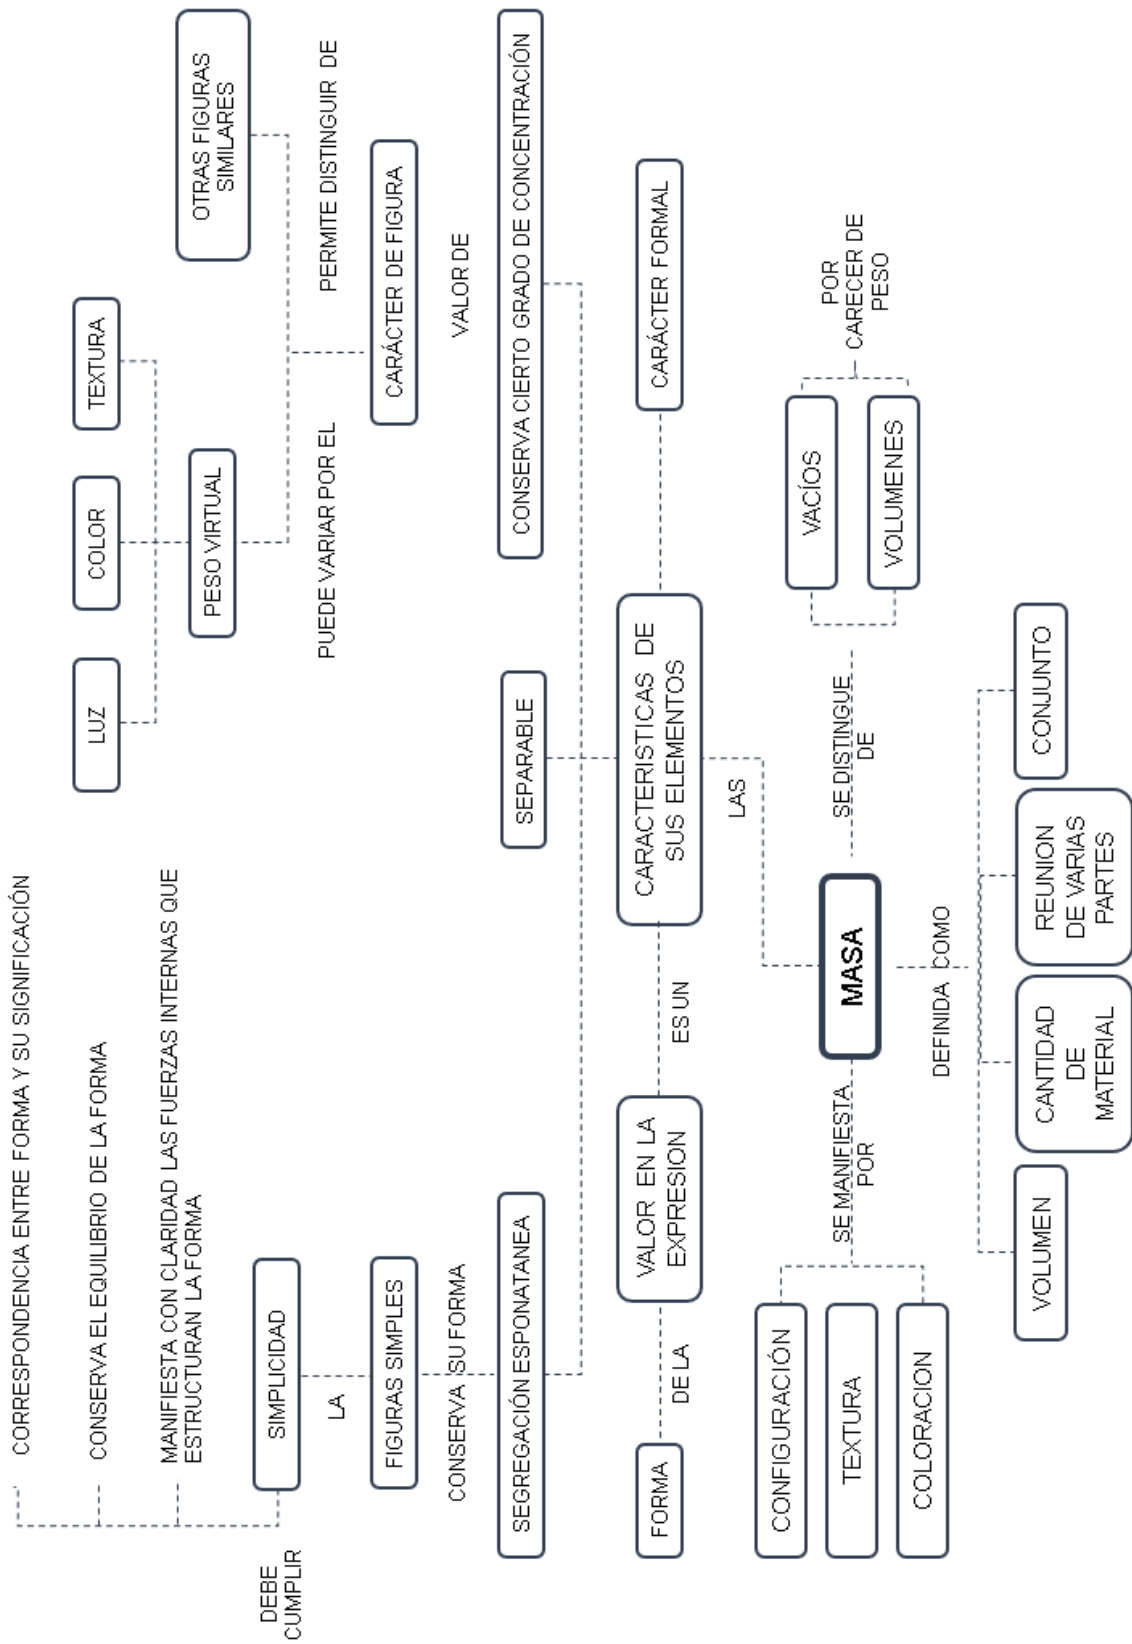 CORRESPONDENCIA ENTRE FORMA Y SU SIGNIFICACIÓN
CONSERVA EL EQUILIBRIO DE LA FORMA
MANIFIESTA CON CLARIDAD LAS FUERZAS INTERNAS QUE
ESTRUCTURAN LA FORMA
DEBE
CUMPLIR
SIMPLICIDAD
LA
FIGURAS SIMPLES
CONSERVA SU FORMA
SEGREGACIÓN ESPONATANEA
LUZ
COLOR
TEXTURA
PESO VIRTUAL
OTRAS FIGURAS
SIMILARES
PUEDE VARIAR POR EL
PERMITE DISTINGUIR DE
CARÁCTER DE FIGURA
VALOR DE
SEPARABLE
CONSERVA CIERTO GRADO DE CONCENTRACIÓN
FORMA
DE LA
VALOR EN LA
EXPRESION
ES UN
CARACTERISTICAS DE
SUS ELEMENTOS
CARÁCTER FORMAL
LAS
CONFIGURACIÓN
TEXTURA
COLORACION
SE MANIFIESTA
POR
MASA
SE DISTINGUE
DE
VACÍOS
VOLUMENES
POR
CARECER DE
PESO
DEFINIDA COMO
VOLUMEN
CANTIDAD
DE
MATERIAL
REUNION
DE VARIAS
PARTES
CONJUNTO